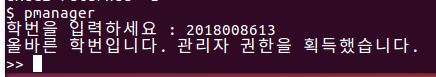 $ pmanager
학번을 입력하세요 : 2018008613
올바른 학번입니다. 관리자 권한을 획득했습니다.
>>